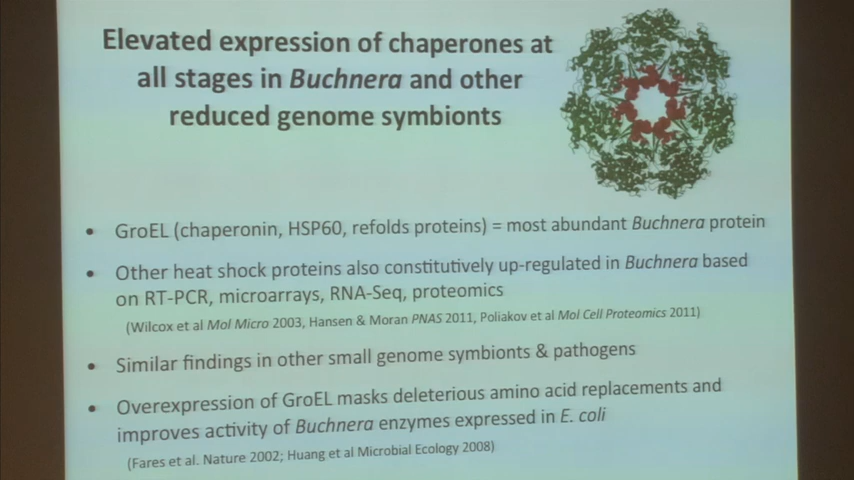 Elevated expression of chaperones at
all stages in Buchnera and other
reduced genome symbionts
• GroEL (chaperonin, HSP60, refolds proteins) = most abundant Buchnera protein
• Other heat shock proteins also constitutively up-regulated in Buchnera based
on RT-PCR, microarrays, RNA-Seq, proteomics
(Wilcox et al Mol Micro 2003, Hansen & Moran PNAS 2011, Poliakov et al Mol Cell Proteomics 2011)
• Similar findings in other small genome symbionts & pathogens
• Overexpression of GroEL masks deleterious amino acid replacements and
improves activity of Buchnera enzymes expressed in E. coli
(Fares et al. Nature 2002; Huang et al Microbial Ecology 2008)